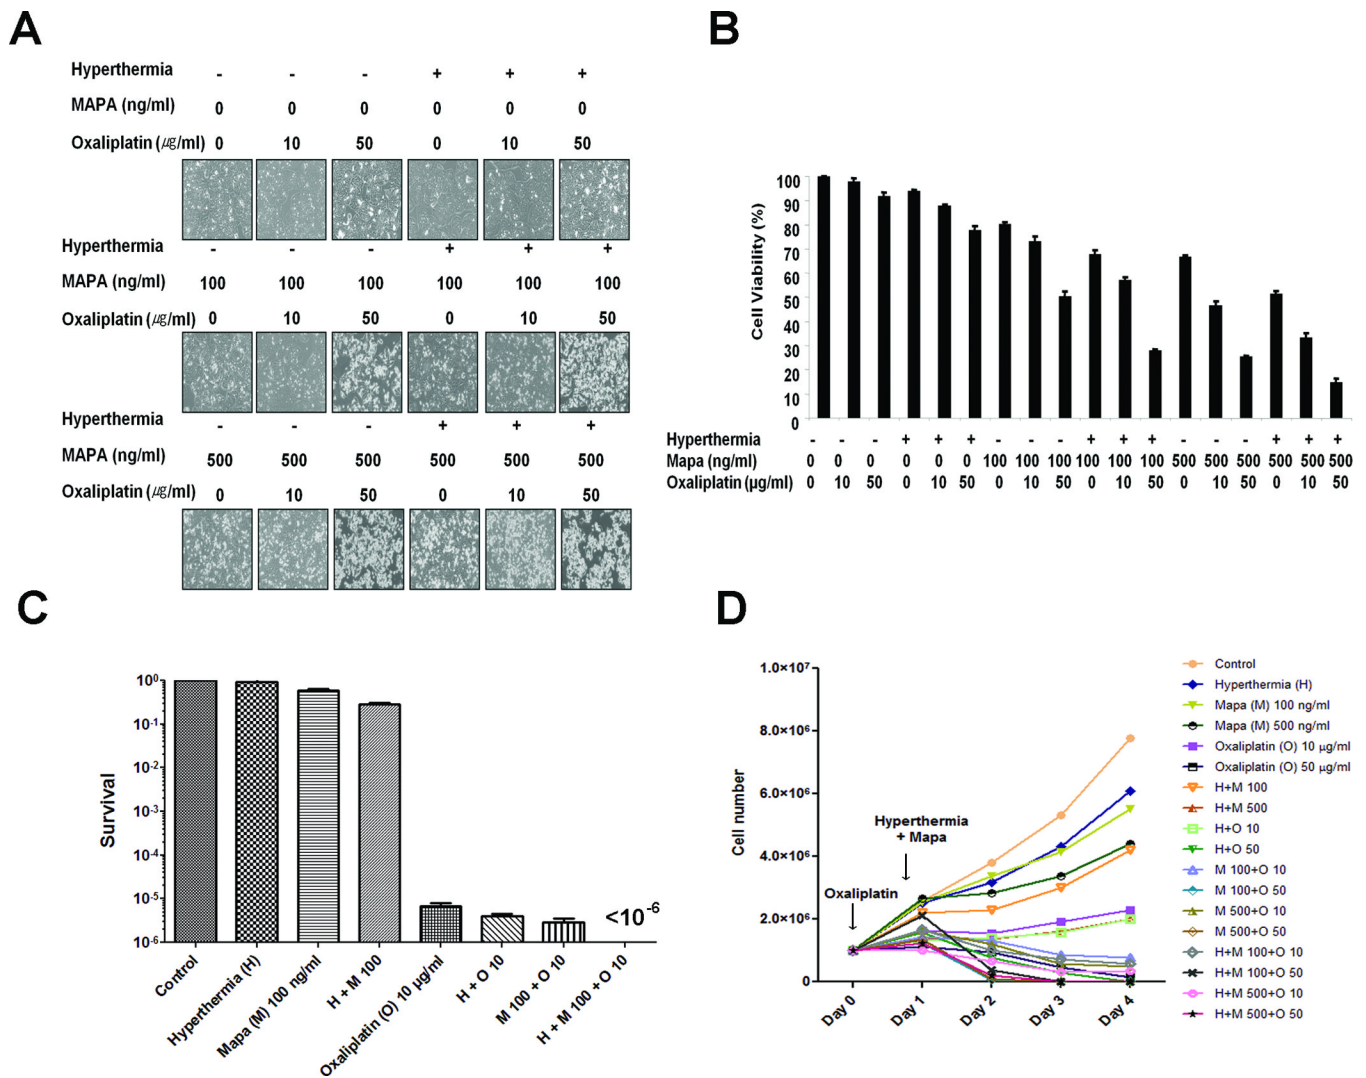 A
Hyperthermia - - - + + +
MAPA (ng/ml) 0 0 0 0 0 0
Oxaliplatin (㎍/ml) 0 10 50 0 10 50
Hyperthermia - - - + + +
MAPA (ng/ml) 100 100 100 100 100 100
Oxaliplatin (㎍/ml) 0 10 50 0 10 50
Hyperthermia - - - + + +
MAPA (ng/ml) 500 500 500 500 500 500
Oxaliplatin (㎍/ml) 0 10 50 0 10 50
B
Cell Viability (%)
100
90
80
70
60
50
40
30
20
10
0
Hyperthermia - - - + + + - - - + + + - - - + + +
Mapa (ng/ml) 0 0 0 0 0 0 100 100 100 100 100 100 500 500 500 500 500 500
Oxaliplatin (µg/ml) 0 10 50 0 10 50 0 10 50 0 10 50 0 10 50 0 10 50
C
Survival
10⁰
10⁻¹
10⁻²
10⁻³
10⁻⁴
10⁻⁵
10⁻⁶
<10⁻⁶
Control
Hyperthermia (H)
Mapa (M) 100 ng/ml
H + M 100
Oxaliplatin (O) 10 µg/ml
H + O 10
M 100 + O 10
H + M 100 + O 10
D
Cell number
1.0×10⁷
8.0×10⁶
6.0×10⁶
4.0×10⁶
2.0×10⁶
0
Hyperthermia
+ Mapa
Oxaliplatin
Day 0
Day 1
Day 2
Day 3
Day 4
Control
Hyperthermia (H)
Mapa (M) 100 ng/ml
Mapa (M) 500 ng/ml
Oxaliplatin (O) 10 µg/ml
Oxaliplatin (O) 50 µg/ml
H+M 100
H+M 500
H+O 10
H+O 50
M 100+O 10
M 100+O 50
M 500+O 10
M 500+O 50
H+M 100+O 10
H+M 100+O 50
H+M 500+O 10
H+M 500+O 50